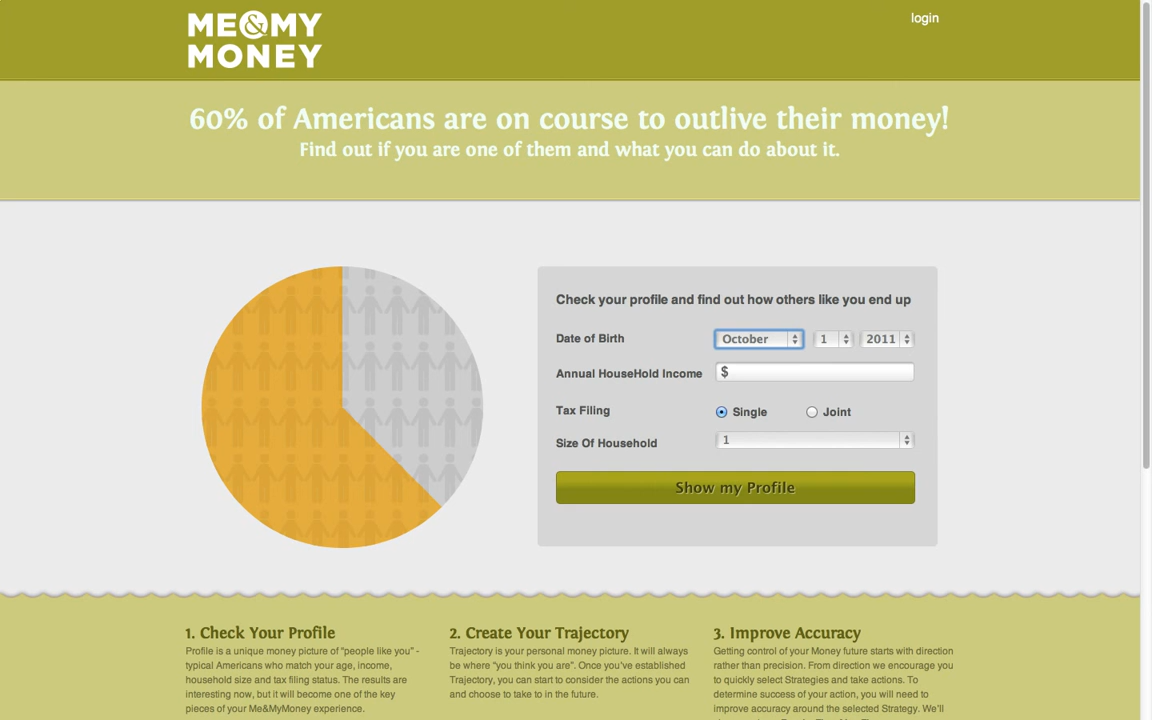 ME&MY
MONEY
login
60% of Americans are on course to outlive their money!
Find out if you are one of them and what you can do about it.
Check your profile and find out how others like you end up
Date of Birth
October
1
2011
Annual HouseHold Income
$
Tax Filing
Single
Joint
Size Of Household
1
Show my Profile
1. Check Your Profile
Profile is a unique money picture of "people like you" -
typical Americans who match your age, income,
household size and tax filing status. The results are
interesting now, but it will become one of the key
pieces of your Me&MyMoney experience.
2. Create Your Trajectory
Trajectory is your personal money picture. It will always
be where "you think you are". Once you've established
Trajectory, you can start to consider the actions you can
and choose to take to in the future.
3. Improve Accuracy
Getting control of your Money future starts with direction
rather than precision. From direction we encourage you
to quickly select Strategies and take actions. To
determine success of your action, you will need to
improve accuracy around the selected Strategy. We'll